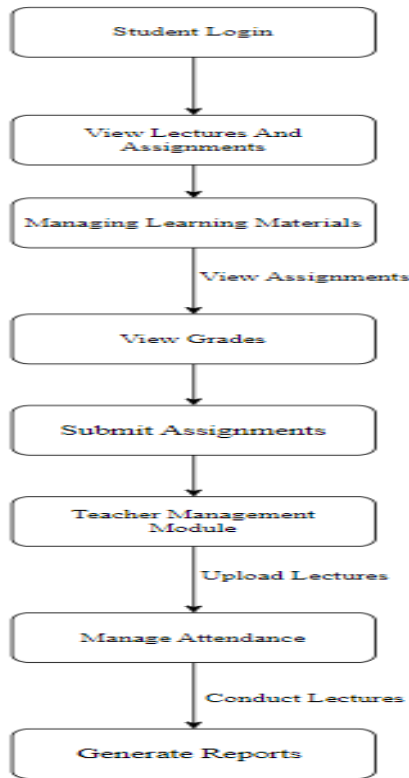 Student Login
View Lectures And
Assignments
Managing Learning Materials
View Assignments
View Grades
Submit Assignments
Teacher Management
Module
Upload Lectures
Manage Attendance
Conduct Lectures
Generate Reports